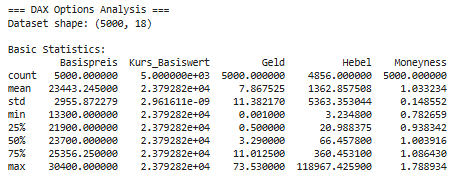 === DAX Options Analysis ===
Dataset shape: (5000, 18)
Basic Statistics:
Basispreis Kurs_Basiswert Geld Hebel Moneyness
count 5000.000000 5.000000e+03 5000.000000 4856.000000 5000.000000
mean 23443.245000 2.379282e+04 7.867525 1362.857508 1.033234
std 2955.872279 2.961611e-09 11.382170 5363.353044 0.148552
min 13300.000000 2.379282e+04 0.001000 3.234800 0.782659
25% 21900.000000 2.379282e+04 0.500000 20.988375 0.938342
50% 23700.000000 2.379282e+04 3.290000 66.457800 1.003916
75% 25356.250000 2.379282e+04 11.012500 360.453100 1.086430
max 30400.000000 2.379282e+04 73.530000 118967.425900 1.788934